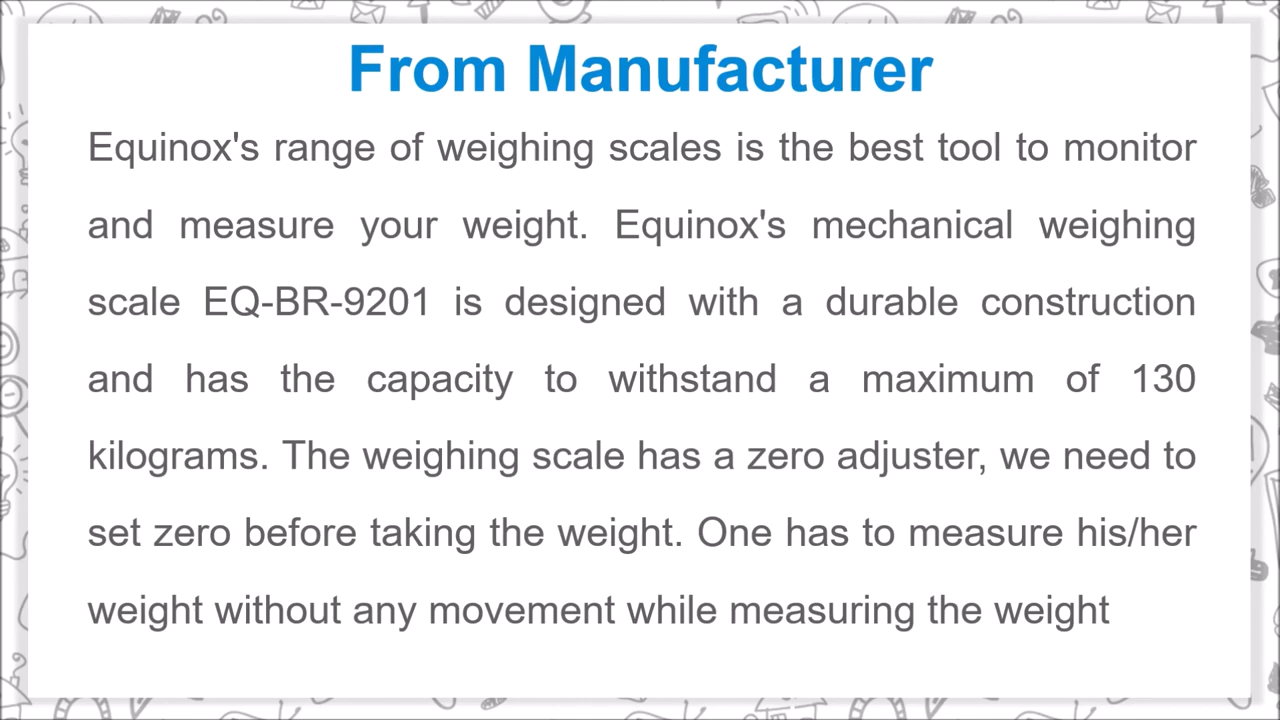 From Manufacturer
Equinox's range of weighing scales is the best tool to monitor
and measure your weight. Equinox's mechanical weighing
scale EQ-BR-9201 is designed with a durable construction
and has the capacity to withstand a maximum of 130
kilograms. The weighing scale has a zero adjuster, we need to
set zero before taking the weight. One has to measure his/her
weight without any movement while measuring the weight